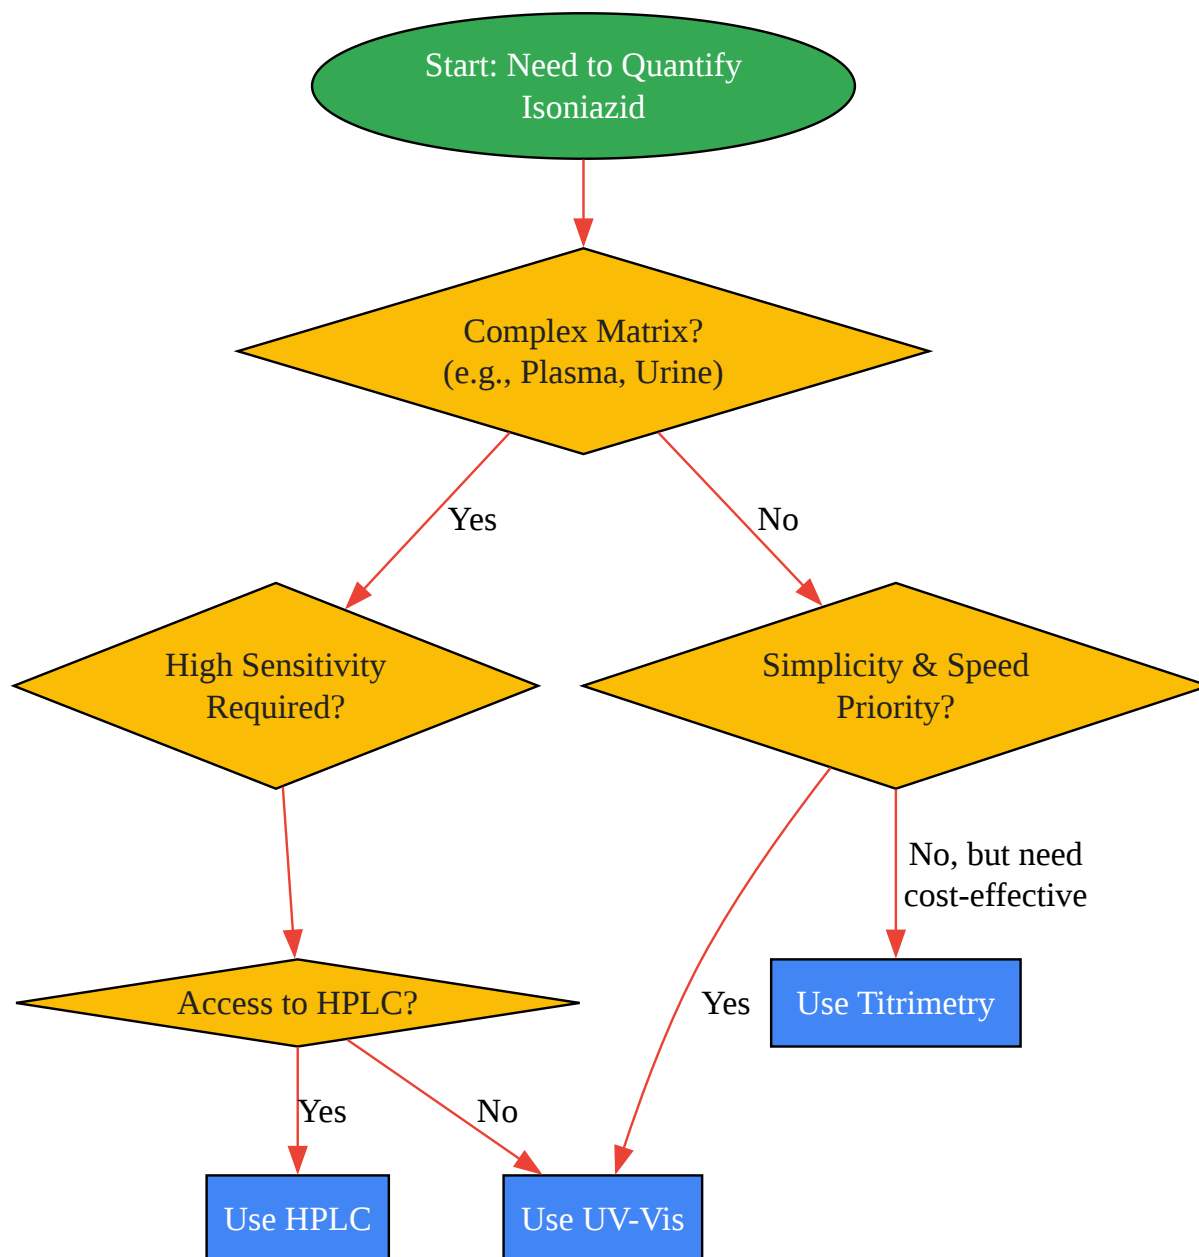 Start: Need to Quantify
Isoniazid
Complex Matrix?
(e.g., Plasma, Urine)
Yes
No
High Sensitivity
Required?
Simplicity & Speed
Priority?
No, but need
cost-effective
Access to HPLC?
Yes
Use Titrimetry
Yes
No
Use HPLC
Use UV-Vis